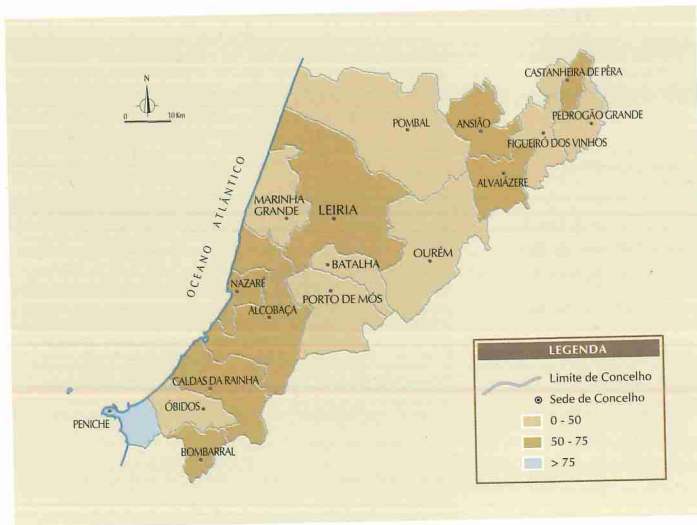 N
0 10 Km
OCEANO ATLÂNTICO
CASTANHEIRA DE PÊRA
POMBAL
ANSIÃO
PEDROGÃO GRANDE
FIGUEIRÓ DOS VINHOS
ALVAIÁZERE
MARINHA
GRANDE
LEIRIA
OURÉM
BATALHA
NAZARÉ
PORTO DE MÓS
ALCOBAÇA
CALDAS DA RAINHA
ÓBIDOS
PENICHE
BOMBARRAL
LEGENDA
Limite de Concelho
Sede de Concelho
0 - 50
50 - 75
> 75